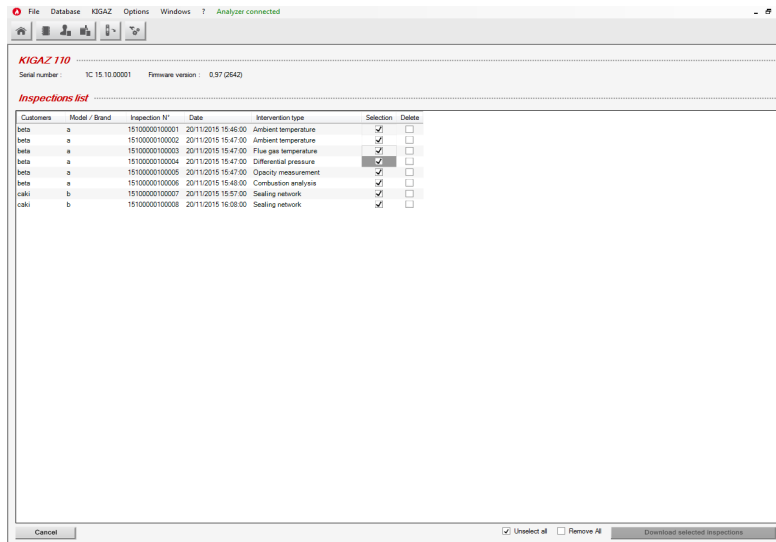 File Database KIGAZ Options Windows ? Analyzer connected
KIGAZ 110
Serial number : 1C 15.10.00001 Firmware version : 0,97 (2642)
Inspections list
Customers Model / Brand Inspection N° Date Intervention type Selection Delete
beta a 15100000100001 20/11/2015 15:46:00 Ambient temperature
beta a 15100000100002 20/11/2015 15:47:00 Ambient temperature
beta a 15100000100003 20/11/2015 15:47:00 Flue gas temperature
beta a 15100000100004 20/11/2015 15:47:00 Differential pressure
beta a 15100000100005 20/11/2015 15:47:00 Opacity measurement
beta a 15100000100006 20/11/2015 15:48:00 Combustion analysis
caki b 15100000100007 20/11/2015 15:57:00 Sealing network
caki b 15100000100008 20/11/2015 16:08:00 Sealing network
Cancel Unselect all Remove All Download selected inspections